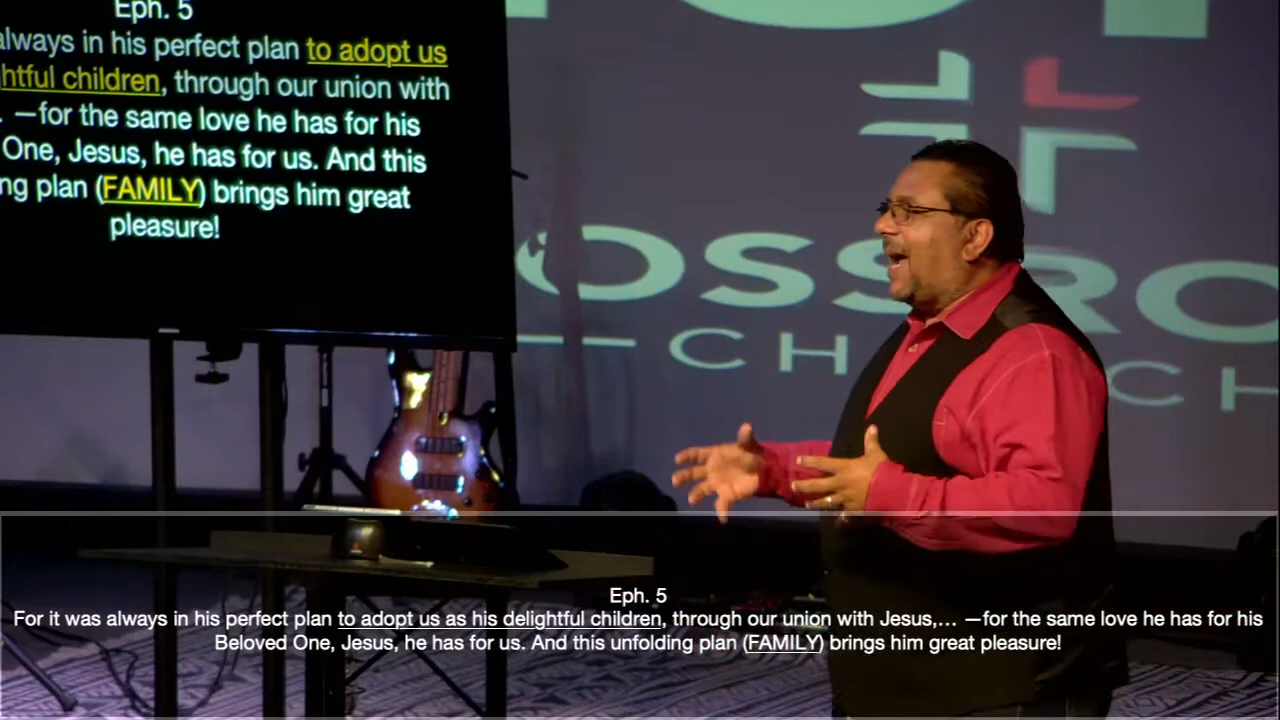 Eph. 5
always in his perfect plan to adopt us
htful children, through our union with
. —for the same love he has for his
One, Jesus, he has for us. And this
ng plan (FAMILY) brings him great
pleasure!
OSSRO
CH
CH
Eph. 5
For it was always in his perfect plan to adopt us as his delightful children, through our union with Jesus,... —for the same love he has for his
Beloved One, Jesus, he has for us. And this unfolding plan (FAMILY) brings him great pleasure!